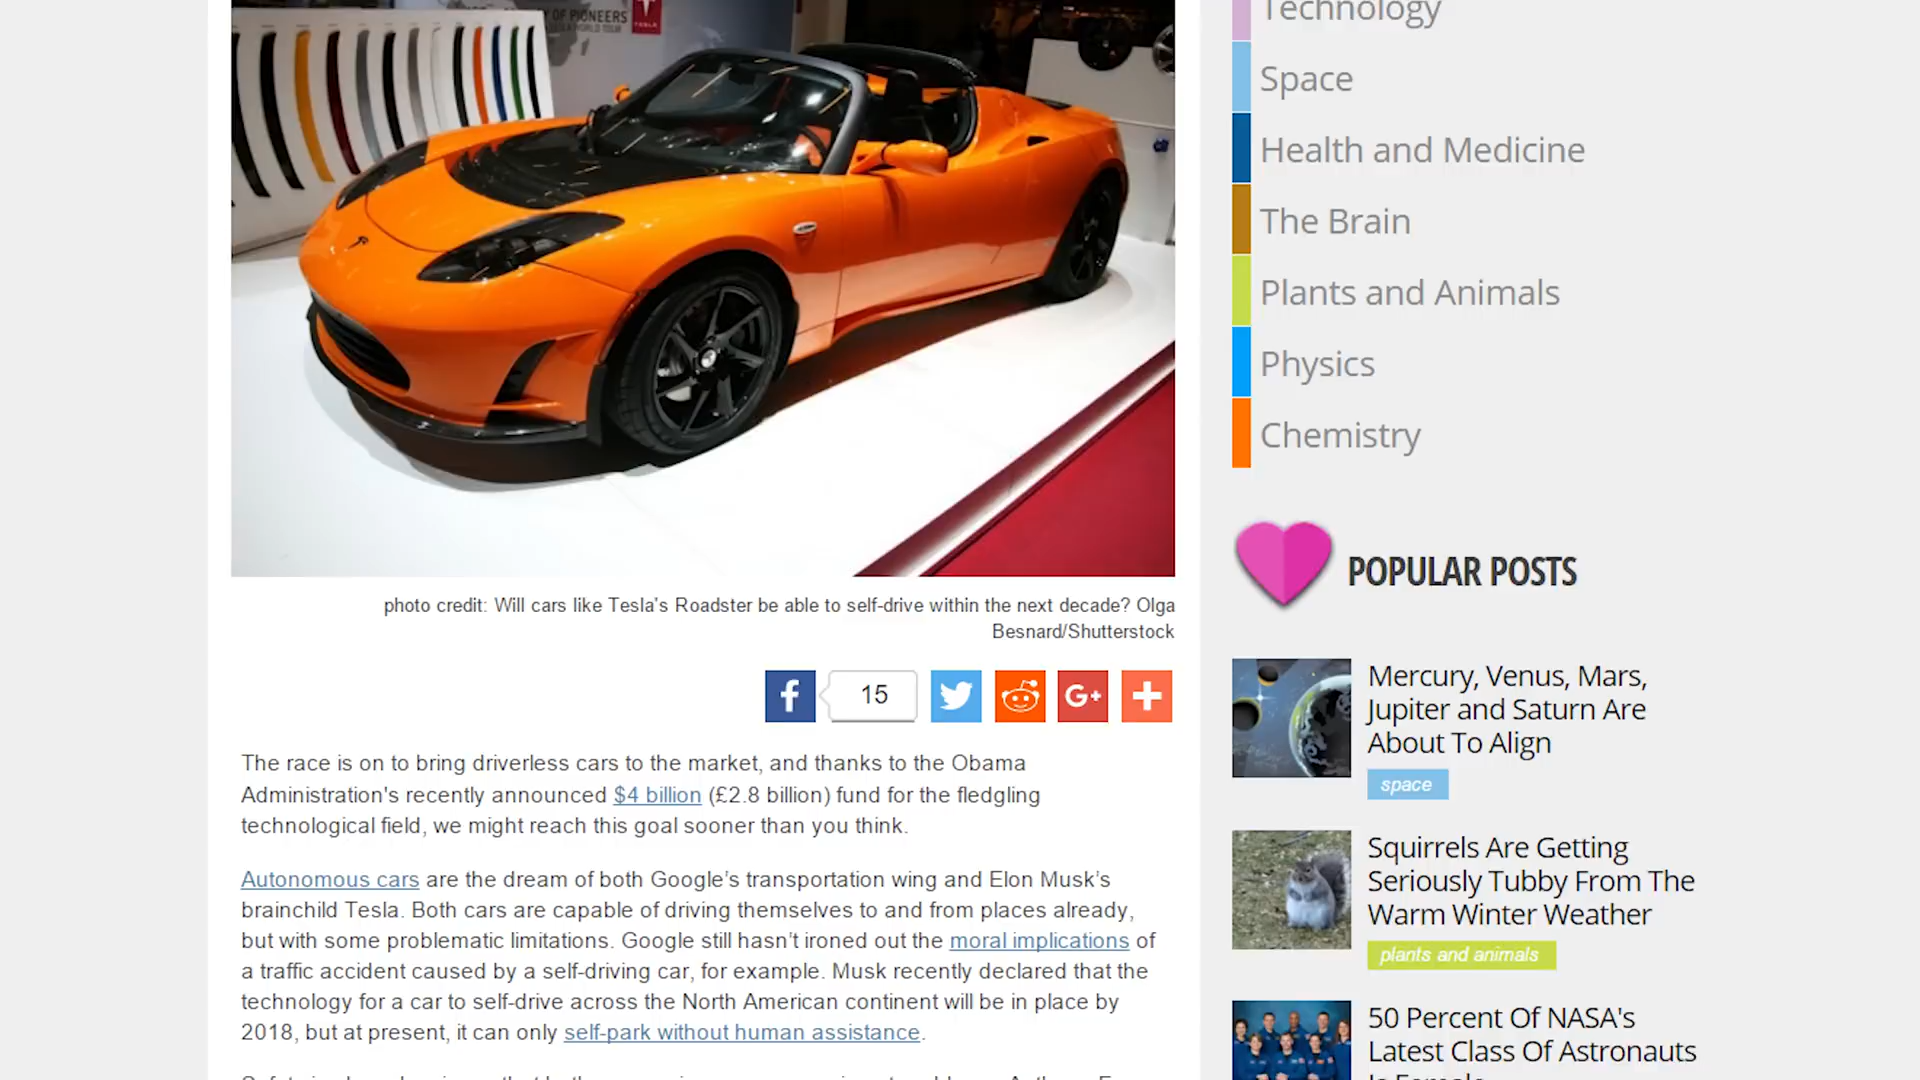 Y OF PIONEERS
WORLD TOUR
TESLA
photo credit: Will cars like Tesla's Roadster be able to self-drive within the next decade? Olga
Besnard/Shutterstock
f
15
G+
The race is on to bring driverless cars to the market, and thanks to the Obama
Administration's recently announced $4 billion (£2.8 billion) fund for the fledgling
technological field, we might reach this goal sooner than you think.
Autonomous cars are the dream of both Google’s transportation wing and Elon Musk’s
brainchild Tesla. Both cars are capable of driving themselves to and from places already,
but with some problematic limitations. Google still hasn’t ironed out the moral implications of
a traffic accident caused by a self-driving car, for example. Musk recently declared that the
technology for a car to self-drive across the North American continent will be in place by
2018, but at present, it can only self-park without human assistance.
Technology
Space
Health and Medicine
The Brain
Plants and Animals
Physics
Chemistry
POPULAR POSTS
Mercury, Venus, Mars,
Jupiter and Saturn Are
About To Align
space
Squirrels Are Getting
Seriously Tubby From The
Warm Winter Weather
plants and animals
50 Percent Of NASA's
Latest Class Of Astronauts
Is Female